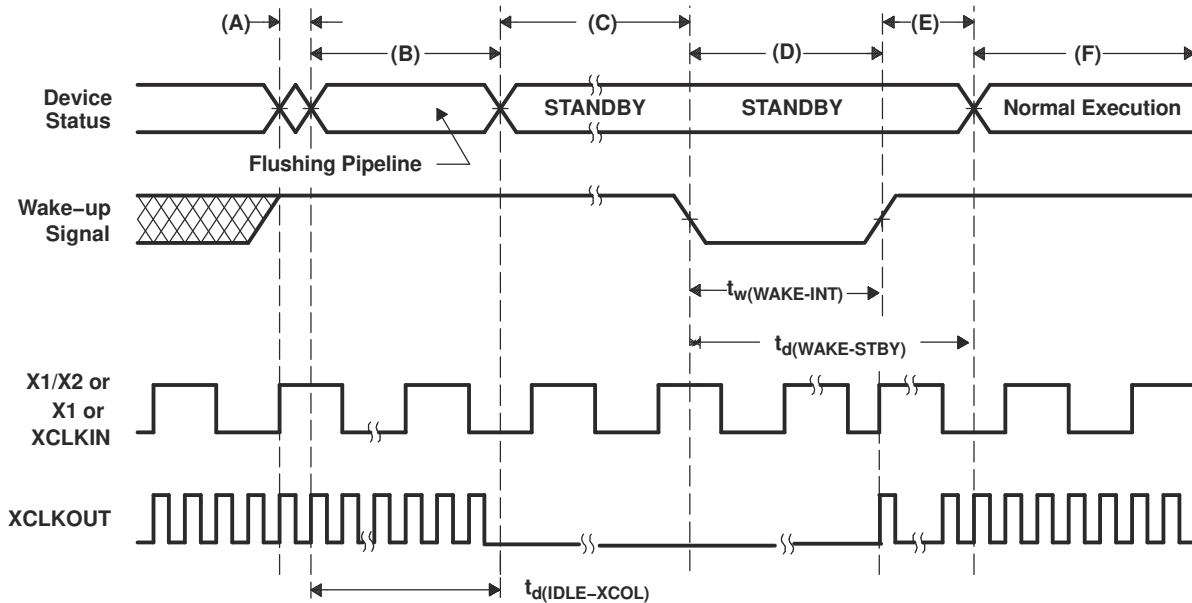 (A)
(B)
(C)
(D)
(E)
(F)
Device
Status
STANDBY
STANDBY
Normal Execution
Flushing Pipeline
Wake−up
Signal
tw(WAKE-INT)
td(WAKE-STBY)
X1/X2 or
X1 or
XCLKIN
XCLKOUT
td(IDLE−XCOL)